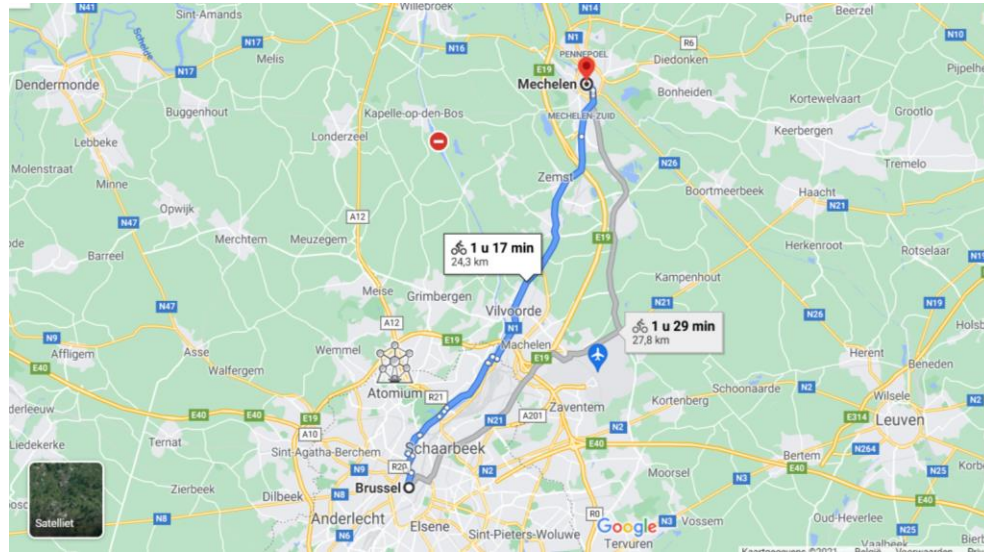 N41
Sint-Amands
Willebroek
N14
Beerzel
Schelde
N17
N1
Putte
N17
Melis
N16
PENNEPOEL
R6
Diedonken
N10
Dendermonde
E19
Mechelen
Bonheiden
Buggenhout
Kapelle-op-den-Bos
MECHELEN-ZUID
Kortewelvaart
Grootlo
Lebbeke
Londerzeel
Keerbergen
Molenstraat
Minne
Zemst
N26
Tremelo
Opwijk
A12
Boortmeerbeek
Haacht
N47
N21
Merchtem
Meuzegem
E19
Barreel
1 u 17 min
24,3 km
Herkenroot
Rotselaar
Meise
Grimbergen
Kampenhout
N47
Vilvoorde
N21
N19
A12
N1
1 u 29 min
27,8 km
N26
N9
Asse
Wemmel
E19
Machelen
Affligem
E19
Herent
E40
Walfergem
Atomium
Schoonaarde
N2
Beneden
R21
Zaventem
Kortenberg
Wilsele
E40
E40
E19
N21
A201
N2
E314
N2
Leuven
Liedekerke
Ternat
A10
Schaarbeek
E40
Sint-Agatha-Berchem
N2
Bertem
N264
R20
N9
Moorsel
E40
N25
Brussel
N3
Zierbeek
Dilbeek
N8
N8
Anderlecht
Elsene
R0
Google
N3
Vossem
Oud-Heverlee
Satelliet
N6
Sint-Pieters-Woluwe
Tervuren
N25